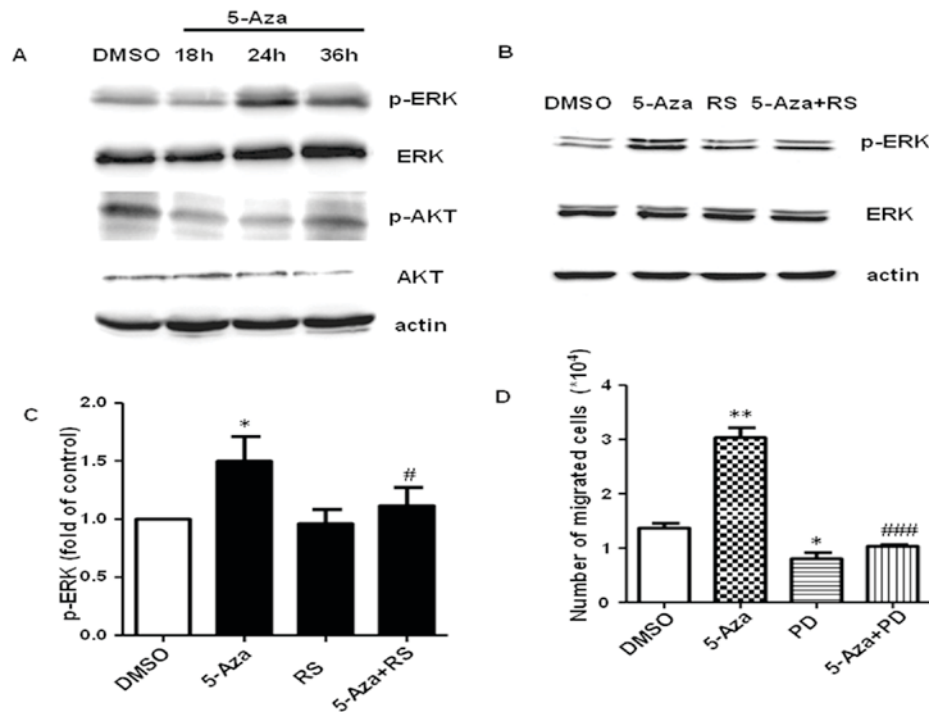 A
5-Aza
DMSO 18h 24h 36h
p-ERK
ERK
p-AKT
AKT
actin
B
DMSO 5-Aza RS 5-Aza+RS
p-ERK
ERK
actin
C
p-ERK (fold of control)
2.0
1.5
1.0
0.5
0.0
*
#
DMSO
5-Aza
RS
5-Aza+RS
D
Number of migrated cells (*10⁴)
4
3
2
1
0
**
*
###
DMSO
5-Aza
PD
5-Aza+PD